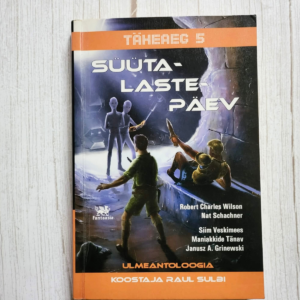 TÄHEAEG 5
SÜÜTA-
LASTE-
PÄEV
Robert Charles Wilson
Nat Schachner
Siim Veskimees
Maniakkide Tänav
Janusz A. Grinewski
Fantaasia
ULMEANTOLOOGIA
KOOSTAJA RAUL SULBI